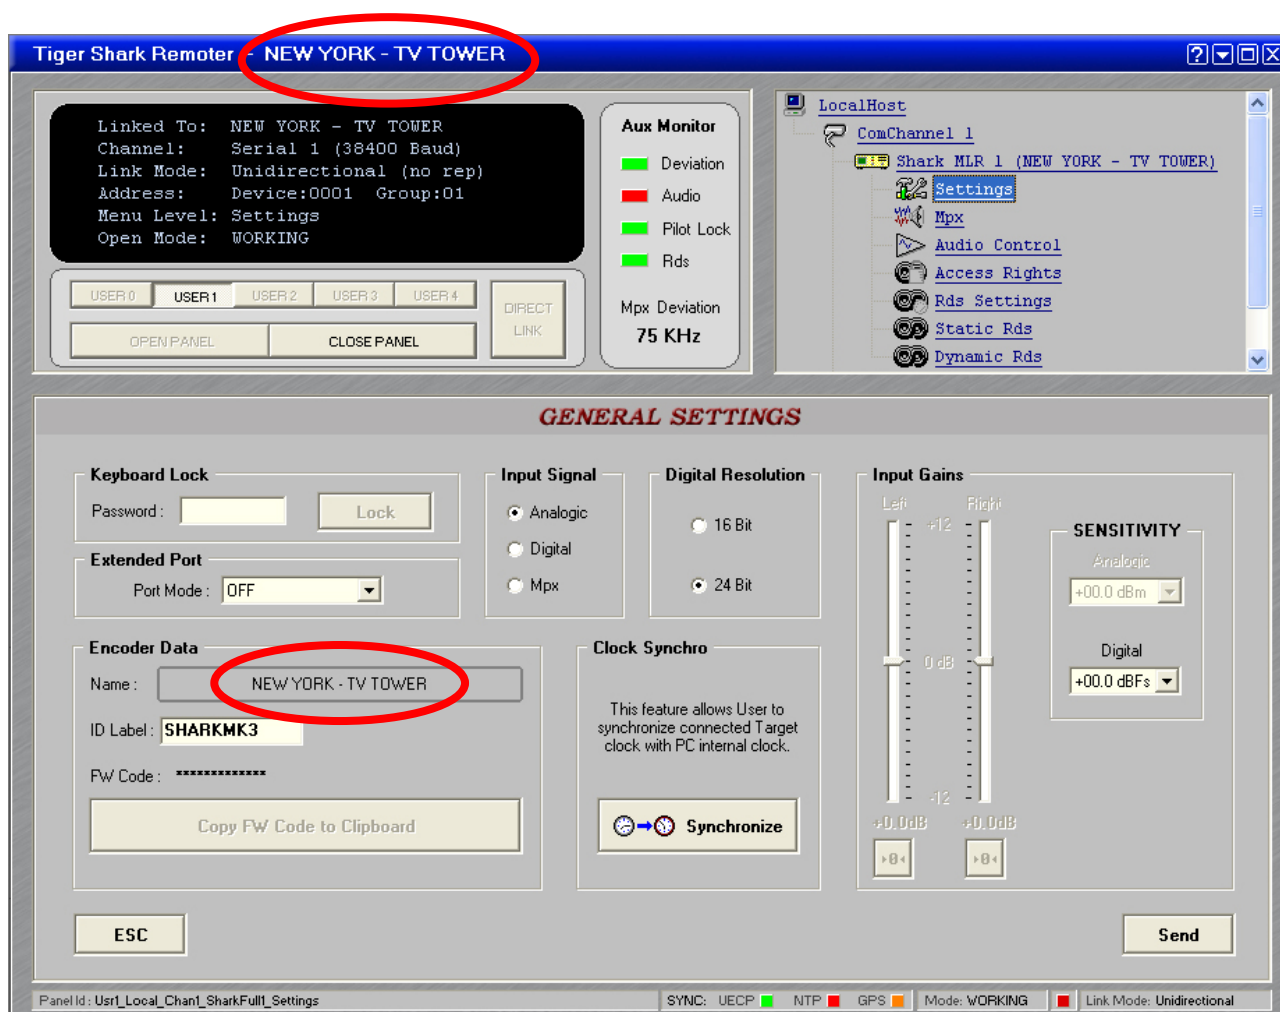 Tiger Shark Remoter - NEW YORK - TV TOWER
Linked To: NEW YORK - TV TOWER
Channel: Serial 1 (38400 Baud)
Link Mode: Unidirectional (no rep)
Address: Device:0001 Group:01
Menu Level: Settings
Open Mode: WORKING
USER 0 USER 1 USER 2 USER 3 USER 4
OPEN PANEL CLOSE PANEL
DIRECT
LINK
Aux Monitor
Deviation
Audio
Pilot Lock
Rds
Mpx Deviation
75 KHz
LocalHost
ComChannel 1
Shark MLR 1 (NEW YORK - TV TOWER)
Settings
Mpx
Audio Control
Access Rights
Rds Settings
Static Rds
Dynamic Rds
GENERAL SETTINGS
Keyboard Lock
Password : Lock
Extended Port
Port Mode : OFF
Input Signal
Analogic
Digital
Mpx
Digital Resolution
16 Bit
24 Bit
Input Gains
Left Right
+12
0 dB
-12
+0.0dB +0.0dB
▸0◂ ▸0◂
SENSITIVITY
Analogic
+00.0 dBm
Digital
+00.0 dBFs
Encoder Data
Name : NEW YORK - TV TOWER
ID Label : SHARKMK3
FW Code : *************
Copy FW Code to Clipboard
Clock Synchro
This feature allows User to
synchronize connected Target
clock with PC internal clock.
Synchronize
ESC
Send
Panel Id : Usr1_Local_Chan1_SharkFull1_Settings
SYNC: UECP NTP GPS
Mode: WORKING
Link Mode: Unidirectional